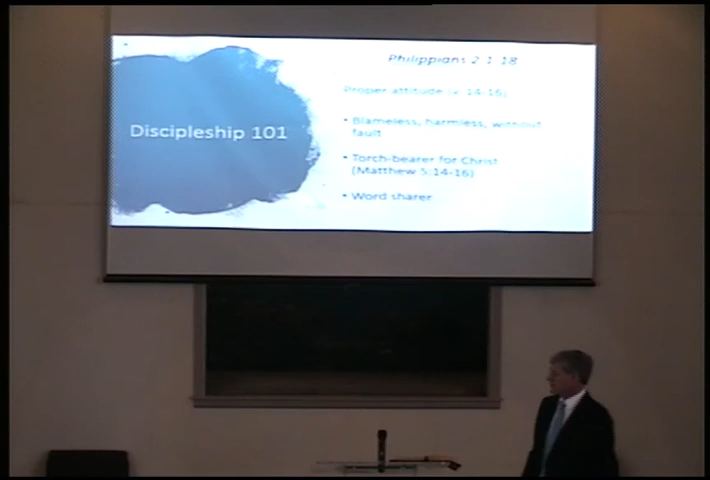 Philippians 2:1-18
Discipleship 101
Proper attitude (v. 14-16)
• Blameless, harmless, without
fault
• Torch-bearer for Christ
(Matthew 5:14-16)
• Word sharer